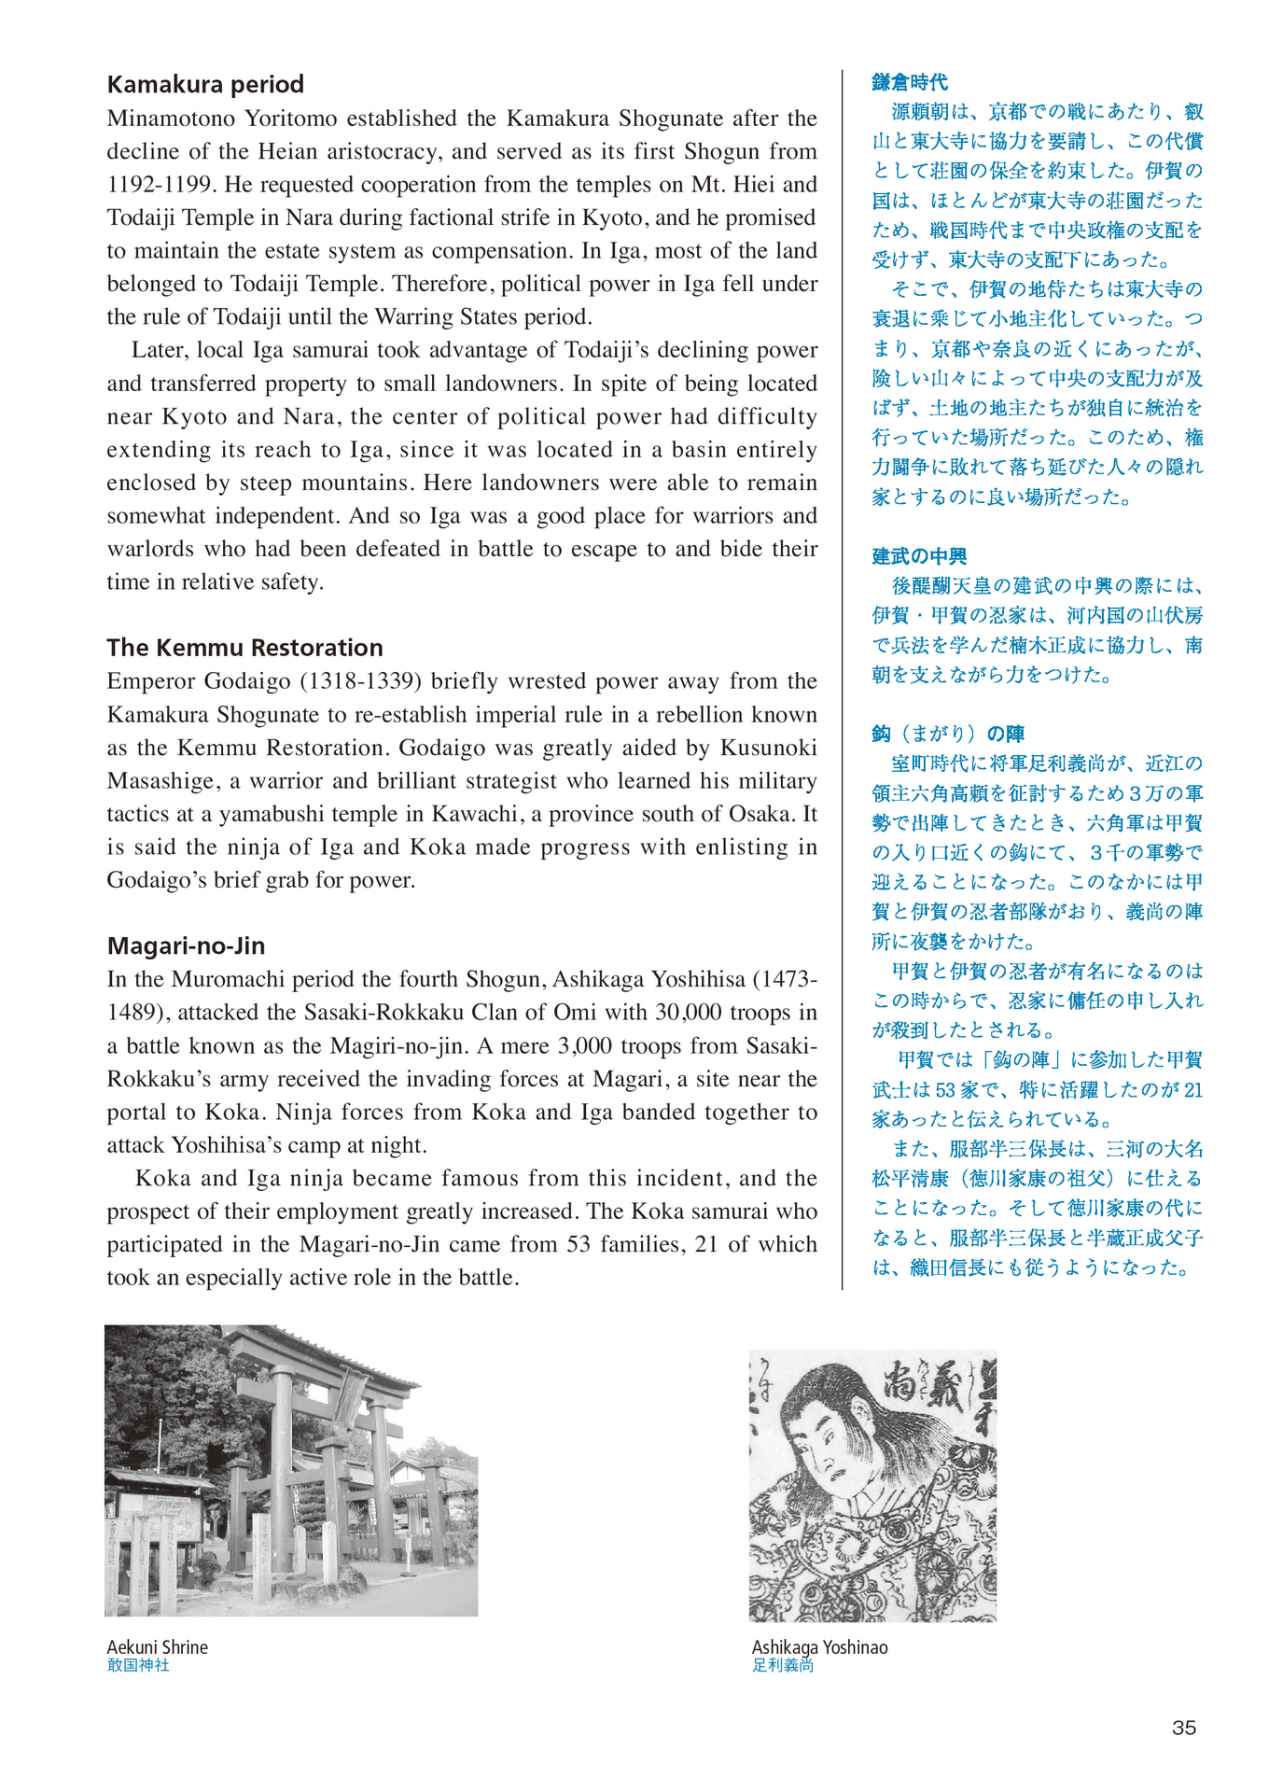 Kamakura period
Minamotono Yoritomo established the Kamakura Shogunate after the
decline of the Heian aristocracy, and served as its first Shogun from
1192-1199. He requested cooperation from the temples on Mt. Hiei and
Todaiji Temple in Nara during factional strife in Kyoto, and he promised
to maintain the estate system as compensation. In Iga, most of the land
belonged to Todaiji Temple. Therefore, political power in Iga fell under
the rule of Todaiji until the Warring States period.
Later, local Iga samurai took advantage of Todaiji’s declining power
and transferred property to small landowners. In spite of being located
near Kyoto and Nara, the center of political power had difficulty
extending its reach to Iga, since it was located in a basin entirely
enclosed by steep mountains. Here landowners were able to remain
somewhat independent. And so Iga was a good place for warriors and
warlords who had been defeated in battle to escape to and bide their
time in relative safety.
The Kemmu Restoration
Emperor Godaigo (1318-1339) briefly wrested power away from the
Kamakura Shogunate to re-establish imperial rule in a rebellion known
as the Kemmu Restoration. Godaigo was greatly aided by Kusunoki
Masashige, a warrior and brilliant strategist who learned his military
tactics at a yamabushi temple in Kawachi, a province south of Osaka. It
is said the ninja of Iga and Koka made progress with enlisting in
Godaigo’s brief grab for power.
Magari-no-Jin
In the Muromachi period the fourth Shogun, Ashikaga Yoshihisa (1473-
1489), attacked the Sasaki-Rokkaku Clan of Omi with 30,000 troops in
a battle known as the Magiri-no-jin. A mere 3,000 troops from Sasaki-
Rokkaku’s army received the invading forces at Magari, a site near the
portal to Koka. Ninja forces from Koka and Iga banded together to
attack Yoshihisa’s camp at night.
Koka and Iga ninja became famous from this incident, and the
prospect of their employment greatly increased. The Koka samurai who
participated in the Magari-no-Jin came from 53 families, 21 of which
took an especially active role in the battle.
鎌倉時代
源頼朝は、京都での戦にあたり、叡
山と東大寺に協力を要請し、この代償
として荘園の保全を約束した。伊賀の
国は、ほとんどが東大寺の荘園だった
ため、戦国時代まで中央政権の支配を
受けず、東大寺の支配下にあった。
そこで、伊賀の地侍たちは東大寺の
衰退に乗じて小地主化していった。つ
まり、京都や奈良の近くにあったが、
険しい山々によって中央の支配力が及
ばず、土地の地主たちが独自に統治を
行っていた場所だった。このため、権
力闘争に敗れて落ち延びた人々の隠れ
家とするのに良い場所だった。
建武の中興
後醍醐天皇の建武の中興の際には、
伊賀・甲賀の忍家は、河内国の山伏房
で兵法を学んだ楠木正成に協力し、南
朝を支えながら力をつけた。
鈎（まがり）の陣
室町時代に将軍足利義尚が、近江の
領主六角高頼を征討するため３万の軍
勢で出陣してきたとき、六角軍は甲賀
の入り口近くの鈎にて、３千の軍勢で
迎えることになった。このなかには甲
賀と伊賀の忍者部隊がおり、義尚の陣
所に夜襲をかけた。
甲賀と伊賀の忍者が有名になるのは
この時からで、忍家に傭任の申し入れ
が殺到したとされる。
甲賀では「鈎の陣」に参加した甲賀
武士は 53 家で、特に活躍したのが 21
家あったと伝えられている。
また、服部半三保長は、三河の大名
松平清康（徳川家康の祖父）に仕える
ことになった。そして徳川家康の代に
なると、服部半三保長と半蔵正成父子
は、織田信長にも従うようになった。
義尚
Aekuni Shrine
敢国神社
Ashikaga Yoshinao
足利義尚
35